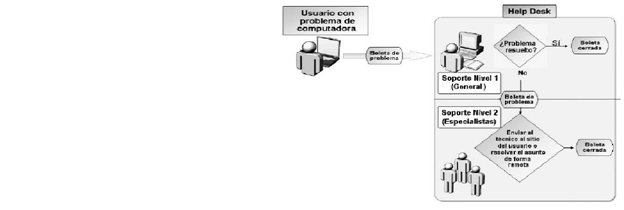 Usuario con
problema de
computadora
Boleta de
problema
Help Desk
¿Problema
resuelto?
Sí
Boleta
cerrada
No
Soporte Nivel 1
(General)
Boleta de
problema
Soporte Nivel 2
(Especialistas)
Enviar al
técnico al sitio
del usuario o
resolver el asunto
de forma
remota
Boleta
cerrada